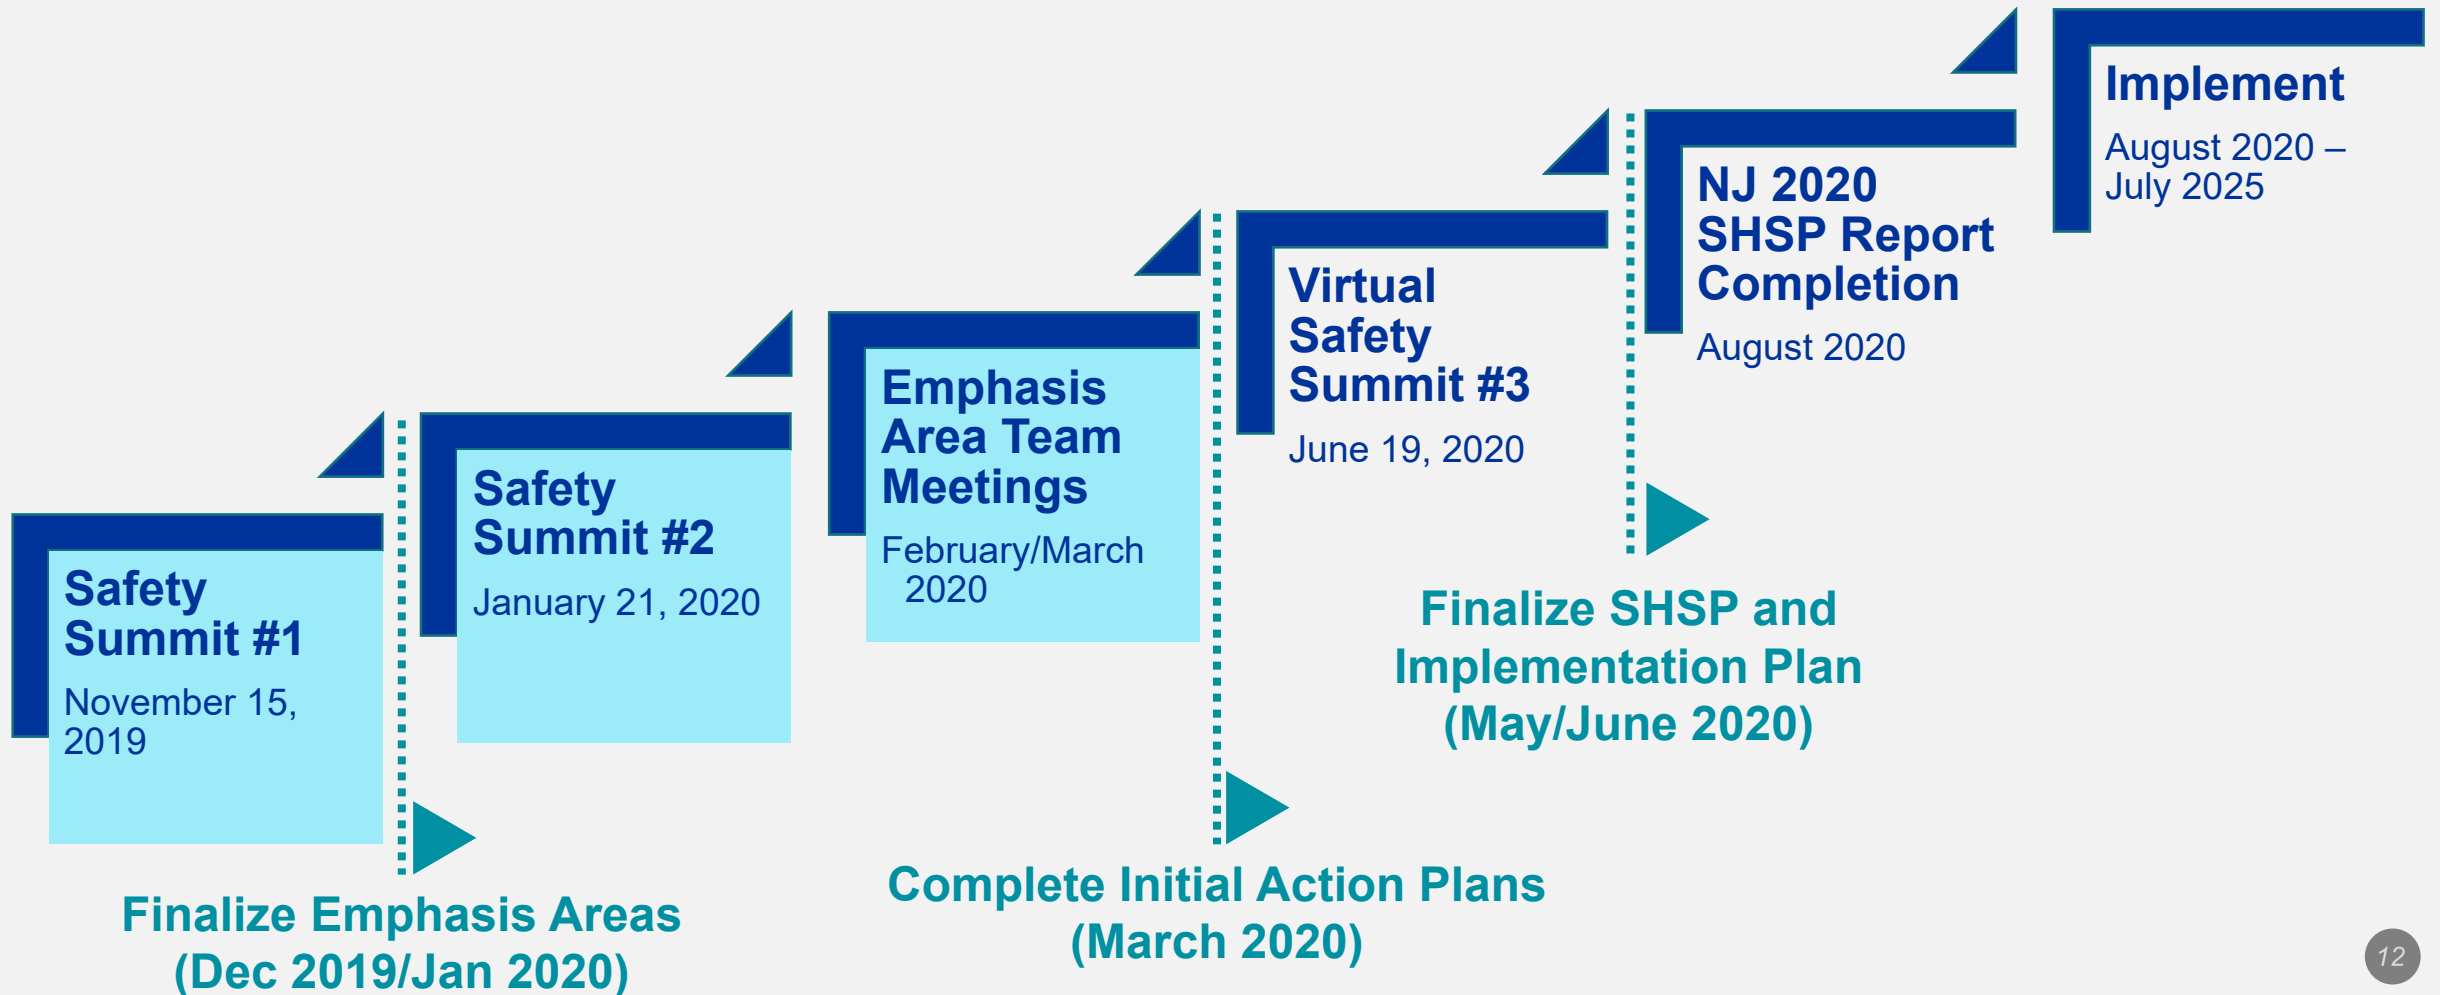 Safety
Summit #1
November 15,
2019
Finalize Emphasis Areas
(Dec 2019/Jan 2020)
Safety
Summit #2
January 21, 2020
Emphasis
Area Team
Meetings
February/March
2020
Complete Initial Action Plans
(March 2020)
Virtual
Safety
Summit #3
June 19, 2020
Finalize SHSP and
Implementation Plan
(May/June 2020)
NJ 2020
SHSP Report
Completion
August 2020
Implement
August 2020 –
July 2025
12